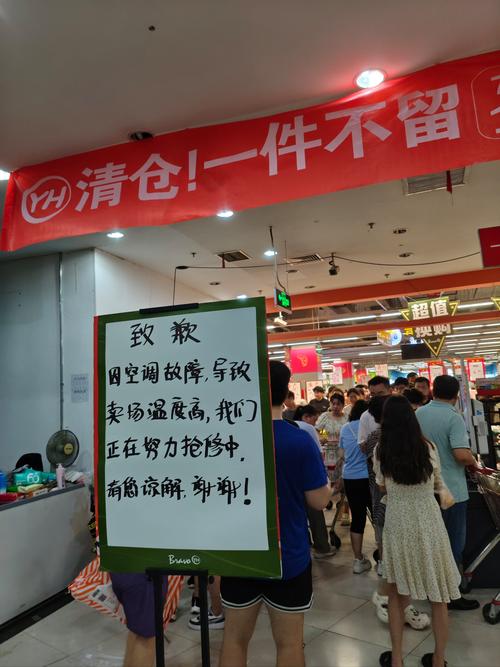 YH 清仓!一件不留
超值
致歉
因空调故障,导致
卖场温度高,我们
正在努力抢修中,
有您谅解,谢谢!
Bravo YH